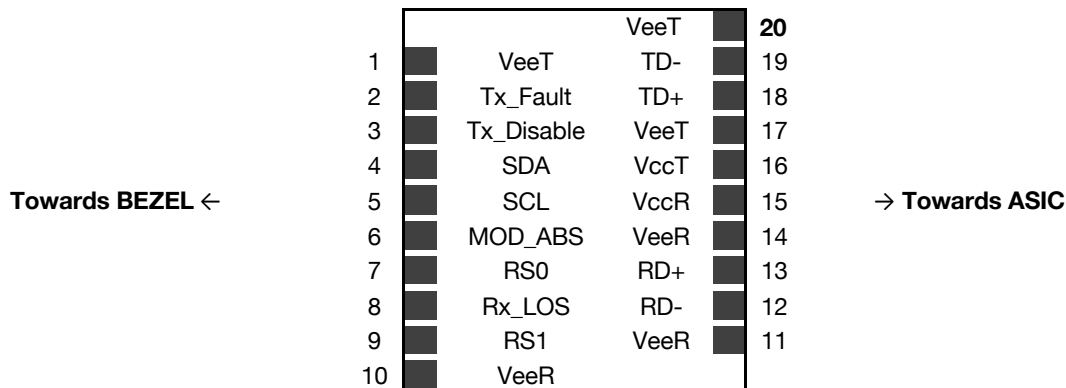 VeeT 20
1 VeeT TD- 19
2 Tx_Fault TD+ 18
3 Tx_Disable VeeT 17
4 SDA VccT 16
Towards BEZEL ← 5 SCL VccR 15 → Towards ASIC
6 MOD_ABS VeeR 14
7 RS0 RD+ 13
8 Rx_LOS RD- 12
9 RS1 VeeR 11
10 VeeR